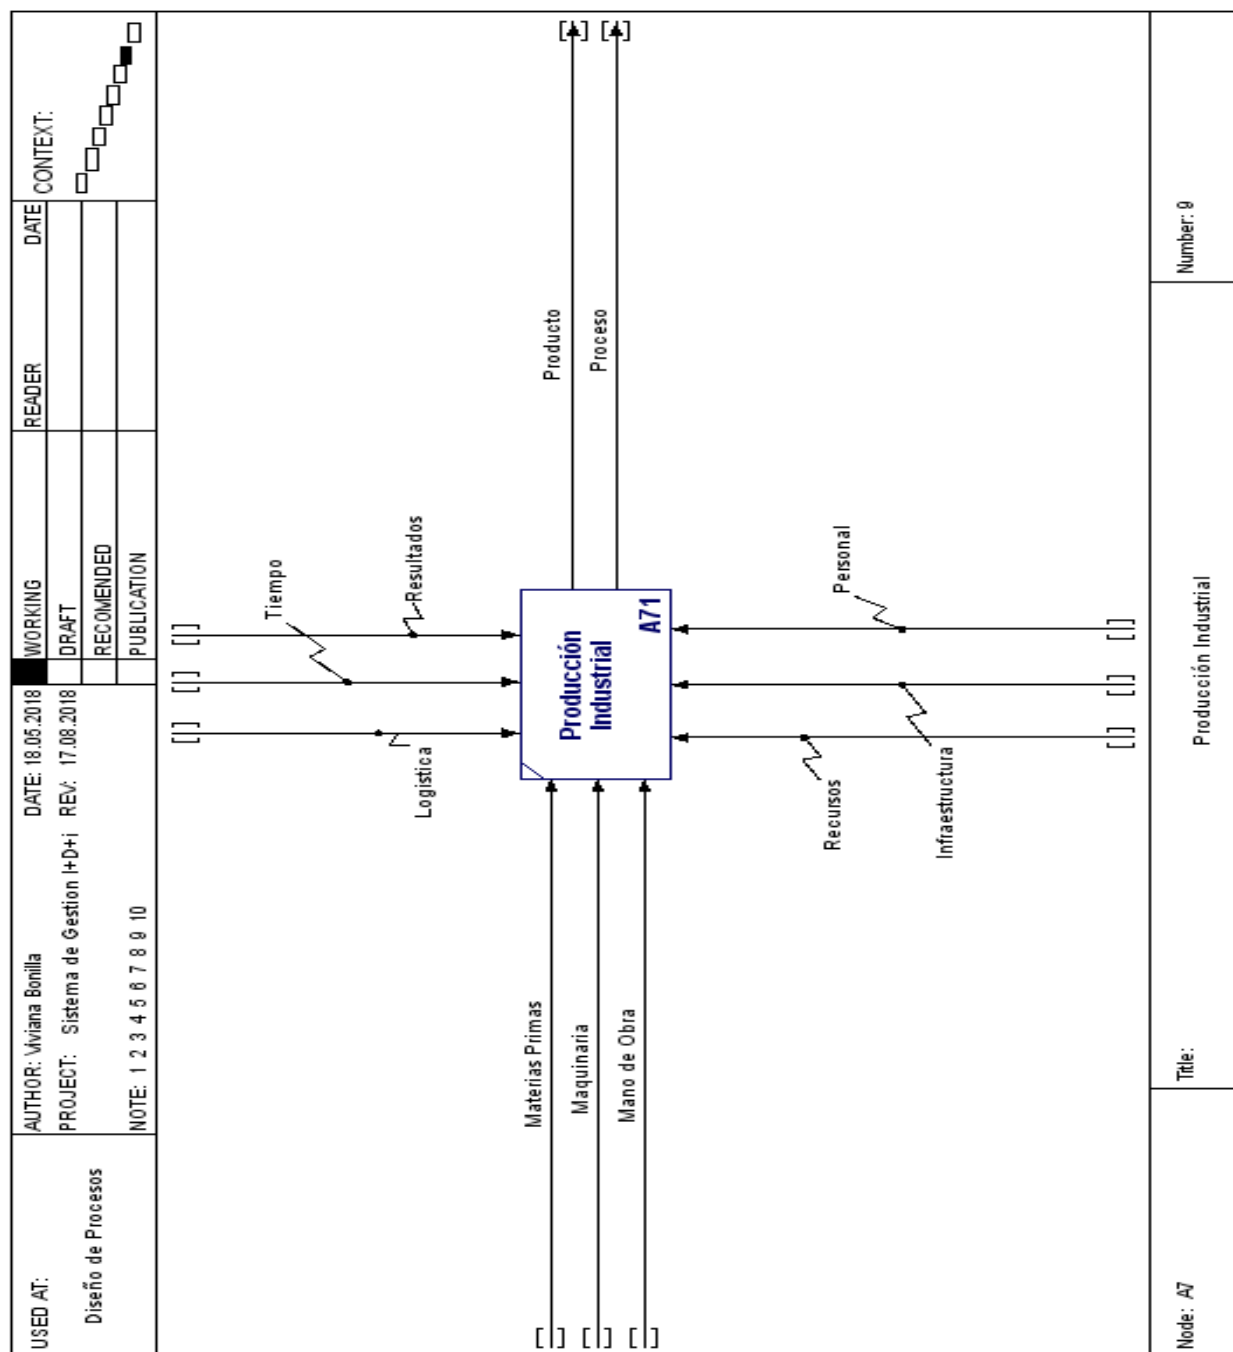 USED AT:
Diseño de Procesos
AUTHOR: Viviana Bonilla
DATE: 18.05.2018
PROJECT: Sistema de Gestion I+D+i
REV: 17.08.2018
NOTE: 1 2 3 4 5 6 7 8 9 10
WORKING
DRAFT
RECOMENDED
PUBLICATION
READER
DATE
CONTEXT:
Tiempo
Logistica
Resultados
Materias Primas
Maquinaria
Mano de Obra
Producción
Industrial
A71
Producto
Proceso
Recursos
Infraestructura
Personal
Node: A7
Title:
Producción Industrial
Number: 9